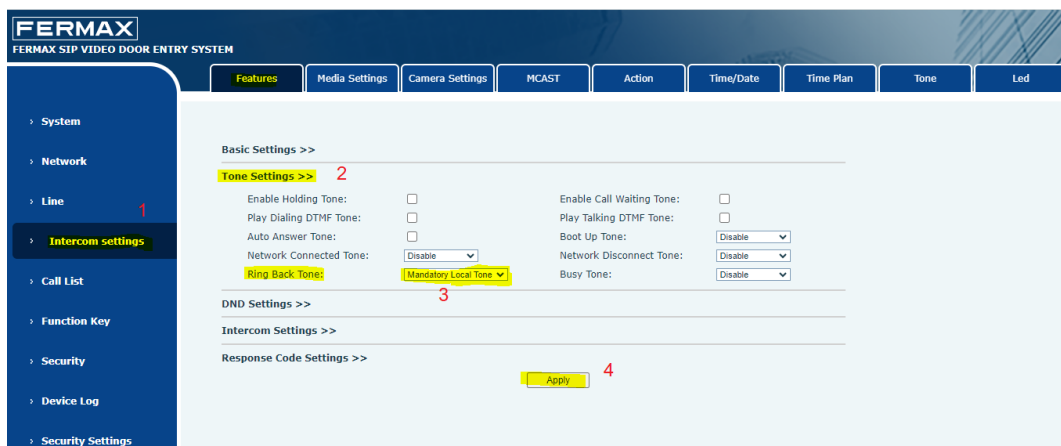 FERMAX
FERMAX SIP VIDEO DOOR ENTRY SYSTEM
Features Media Settings Camera Settings MCAST Action Time/Date Time Plan Tone Led
› System
› Network
› Line
1
› Intercom settings
› Call List
› Function Key
› Security
› Device Log
› Security Settings
Basic Settings >>
Tone Settings >> 2
Enable Holding Tone: Enable Call Waiting Tone:
Play Dialing DTMF Tone: Play Talking DTMF Tone:
Auto Answer Tone: Boot Up Tone: Disable
Network Connected Tone: Disable Network Disconnect Tone: Disable
Ring Back Tone: Mandatory Local Tone Busy Tone: Disable
3
DND Settings >>
Intercom Settings >>
Response Code Settings >>
Apply 4